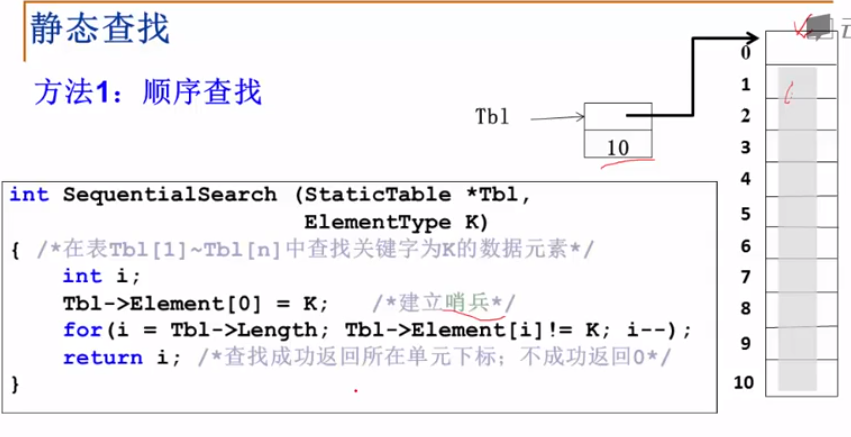 静态查找
云
方法1：顺序查找
Tbl
10
0
1
2
3
4
5
6
7
8
9
10
int SequentialSearch (StaticTable *Tbl,
ElementType K)
{ /*在表Tbl[1]~Tbl[n]中查找关键字为K的数据元素*/
int i;
Tbl->Element[0] = K; /*建立哨兵*/
for(i = Tbl->Length; Tbl->Element[i]!= K; i--);
return i; /*查找成功返回所在单元下标；不成功返回0*/
}